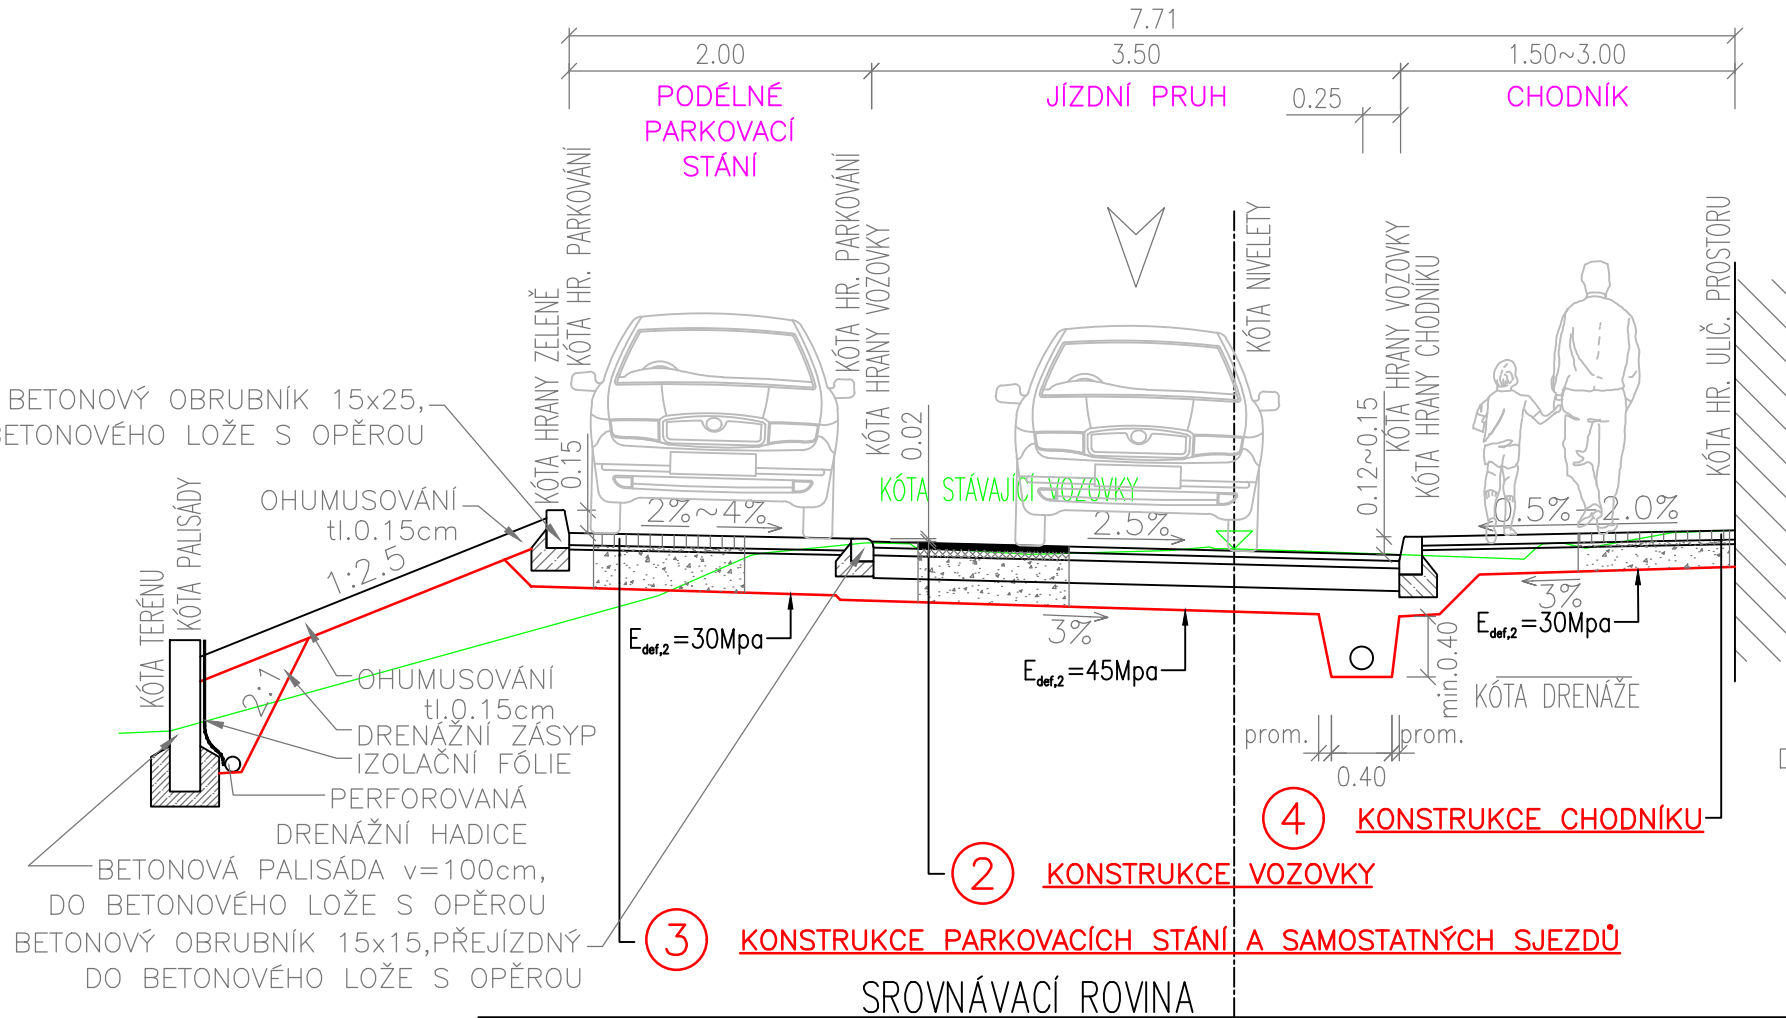 7.71
2.00
3.50
1.50~3.00
PODÉLNÉ
PARKOVACÍ
STÁNÍ
JÍZDNÍ PRUH
0.25
CHODNÍK
KÓTA HRANY ZELENĚ
KÓTA HR. PARKOVÁNÍ
KÓTA HR. PARKOVÁNÍ
KÓTA HRANY VOZOVKY
KÓTA NIVELETY
KÓTA HRANY VOZOVKY
KÓTA HRANY CHODNÍKU
KÓTA HR. ULIČ. PROSTORU
BETONOVÝ OBRUBNÍK 15x25,
BETONOVÉHO LOŽE S OPĚROU
0.15
0.02
0.12~0.15
KÓTA STÁVAJÍCÍ VOZOVKY
OHUMUSOVÁNÍ
tl.0.15cm
2%~4%
2.5%
0.5%–2.0%
1:2.5
KÓTA TERÉNU
KÓTA PALISÁDY
3%
3%
Edef,2=30Mpa
Edef,2=45Mpa
Edef,2=30Mpa
min.0.40
KÓTA DRENÁŽE
2:1
OHUMUSOVÁNÍ
tl.0.15cm
DRENÁŽNÍ ZÁSYP
IZOLAČNÍ FÓLIE
PERFOROVANÁ
DRENÁŽNÍ HADICE
prom.
prom.
0.40
BETONOVÁ PALISÁDA v=100cm,
DO BETONOVÉHO LOŽE S OPĚROU
BETONOVÝ OBRUBNÍK 15x15,PŘEJÍZDNÝ
DO BETONOVÉHO LOŽE S OPĚROU
4 KONSTRUKCE CHODNÍKU
2 KONSTRUKCE VOZOVKY
3 KONSTRUKCE PARKOVACÍCH STÁNÍ A SAMOSTATNÝCH SJEZDŮ
SROVNÁVACÍ ROVINA